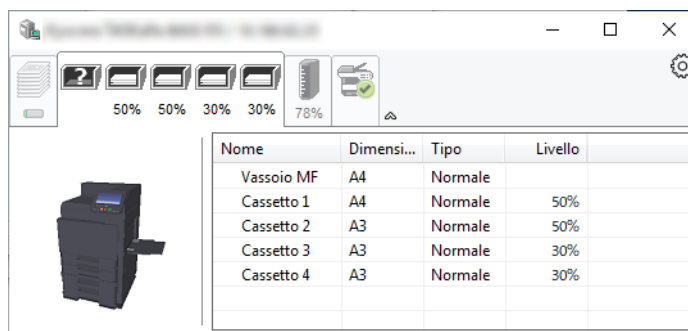 50% 50% 30% 30% 78%
Nome Dimensi... Tipo Livello
Vassoio MF A4 Normale
Cassetto 1 A4 Normale 50%
Cassetto 2 A3 Normale 50%
Cassetto 3 A3 Normale 30%
Cassetto 4 A3 Normale 30%